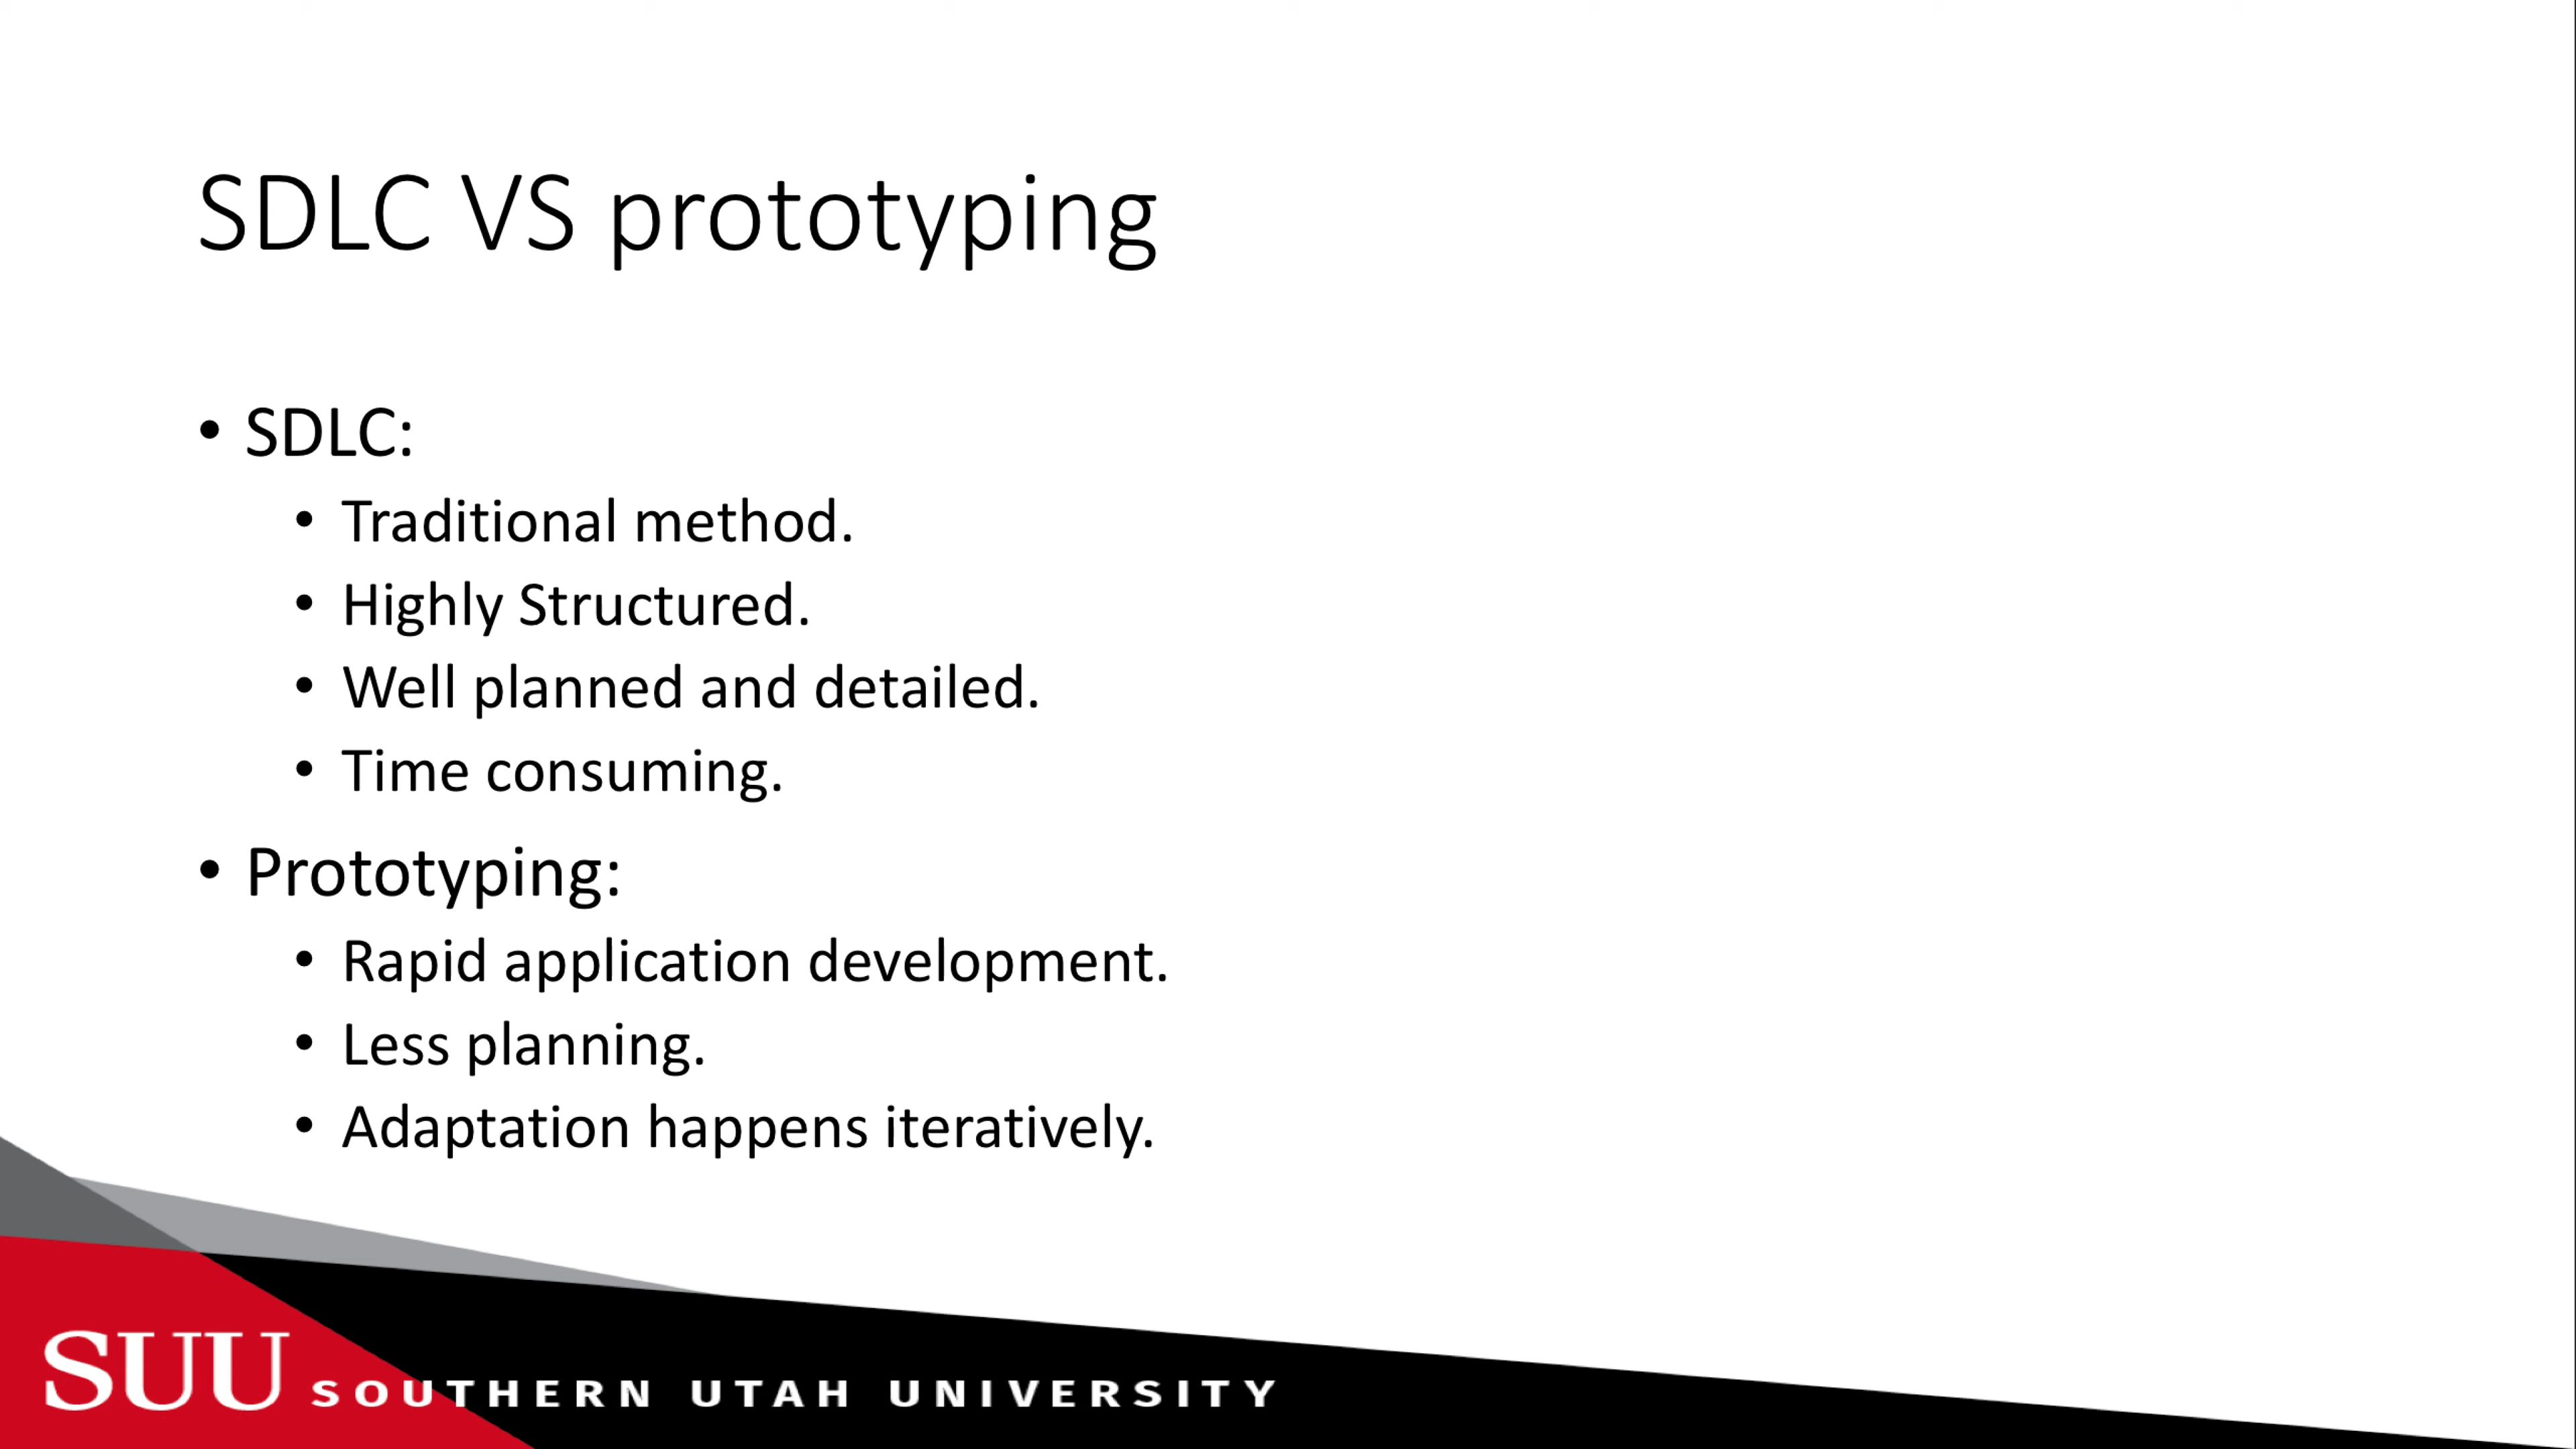 SDLC VS prototyping
• SDLC:
• Traditional method.
• Highly Structured.
• Well planned and detailed.
• Time consuming.
• Prototyping:
• Rapid application development.
• Less planning.
• Adaptation happens iteratively.
SUU SOUTHERN UTAH UNIVERSITY